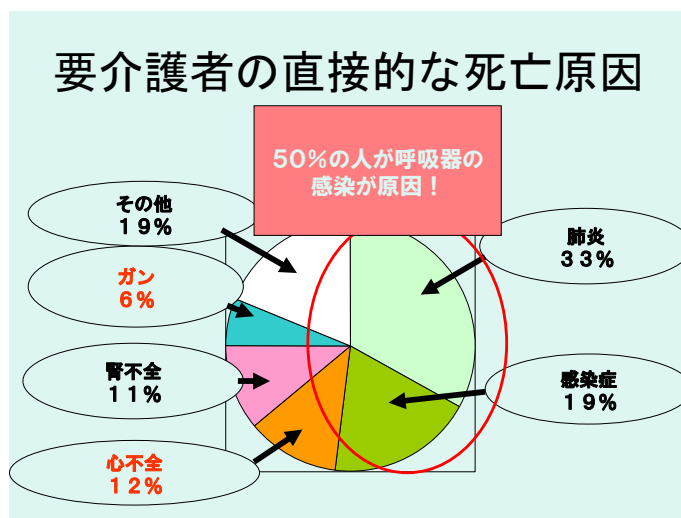 要介護者の直接的な死亡原因
５０％の人が呼吸器の
感染が原因！
その他
１９％
肺炎
３３％
ガン
６％
腎不全
１１％
感染症
１９％
心不全
１２％